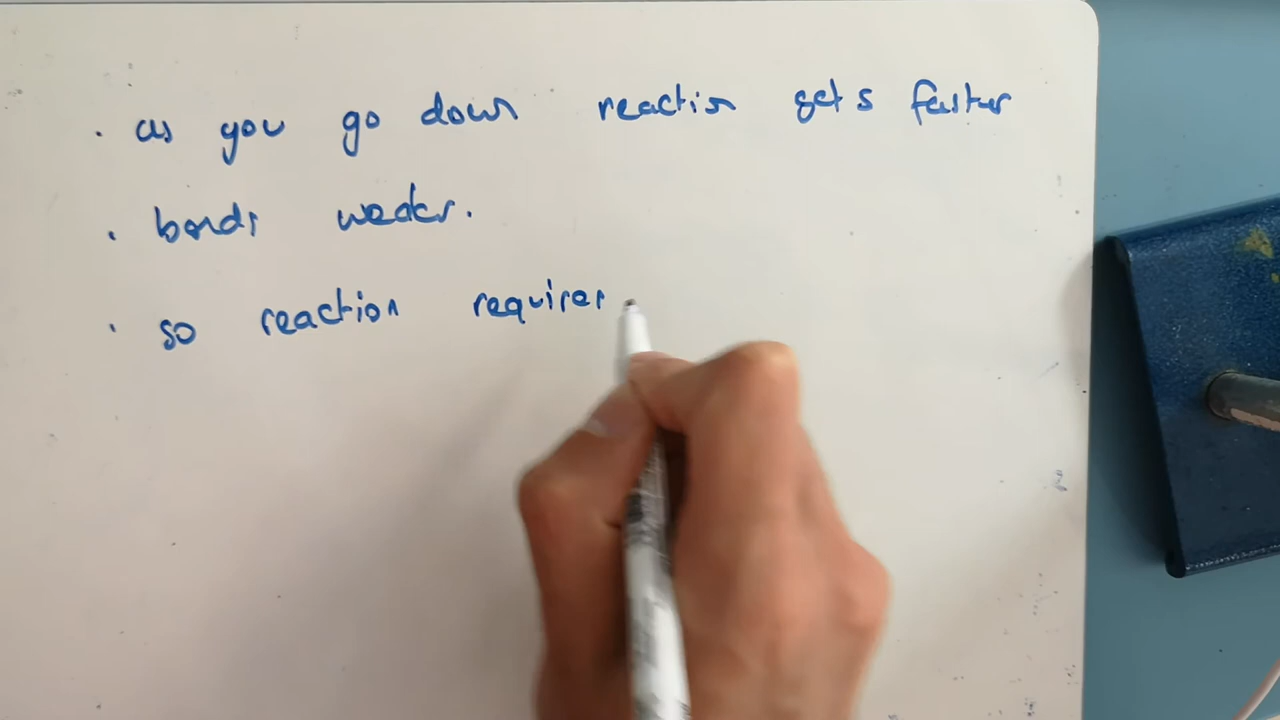 · as you go down reaction gets faster
· bonds weaker.
· so reaction requires